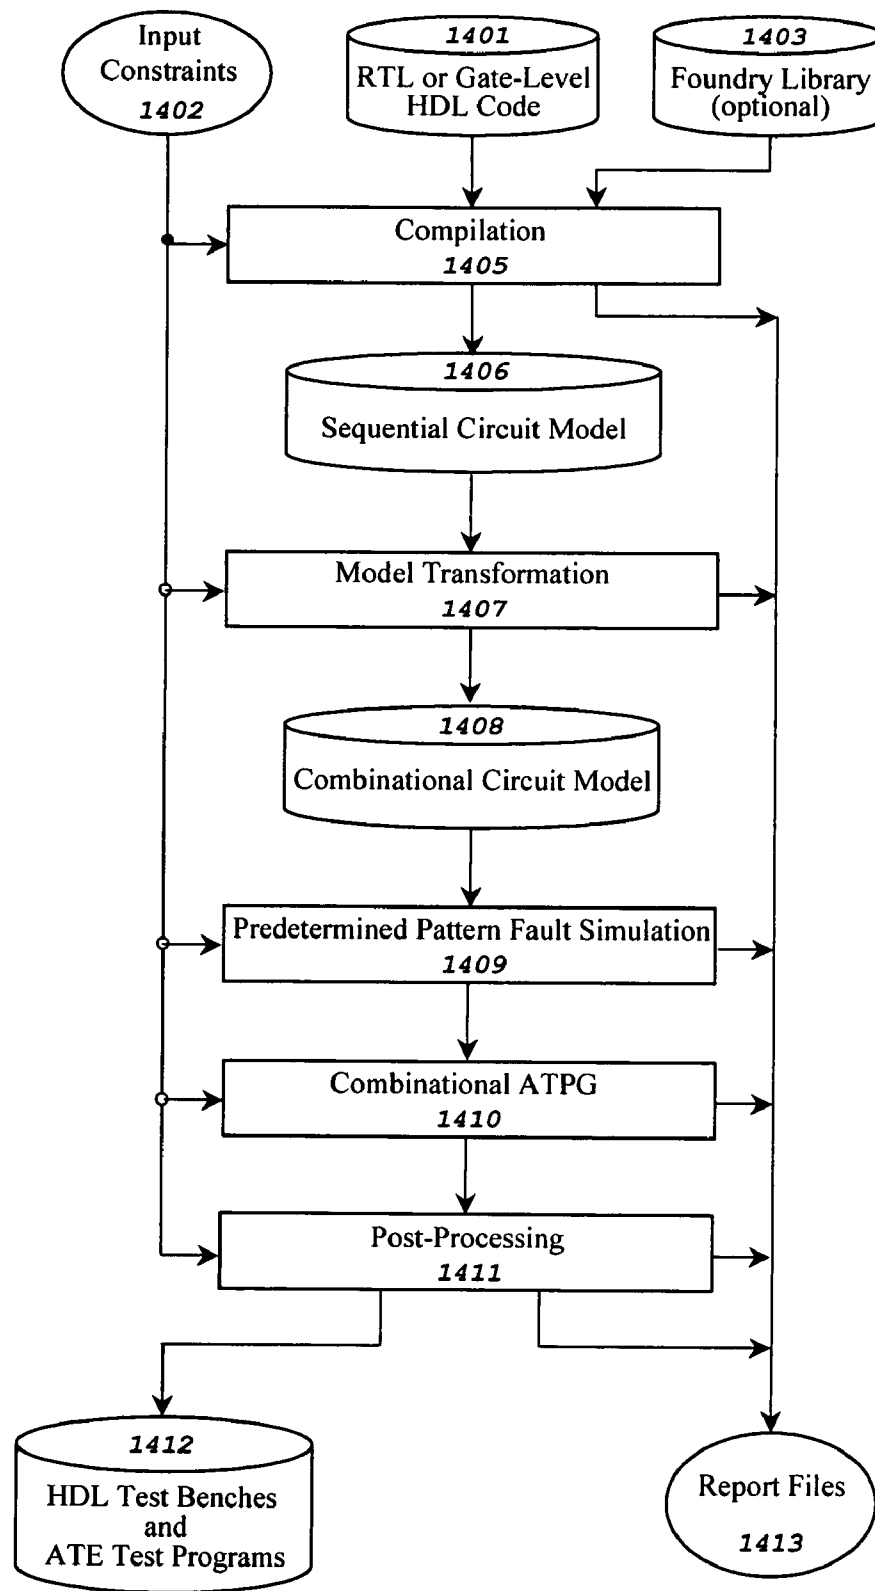 Input
Constraints
1402
1401
RTL or Gate-Level
HDL Code
1403
Foundry Library
(optional)
Compilation
1405
1406
Sequential Circuit Model
Model Transformation
1407
1408
Combinational Circuit Model
Predetermined Pattern Fault Simulation
1409
Combinational ATPG
1410
Post-Processing
1411
1412
HDL Test Benches
and
ATE Test Programs
Report Files
1413